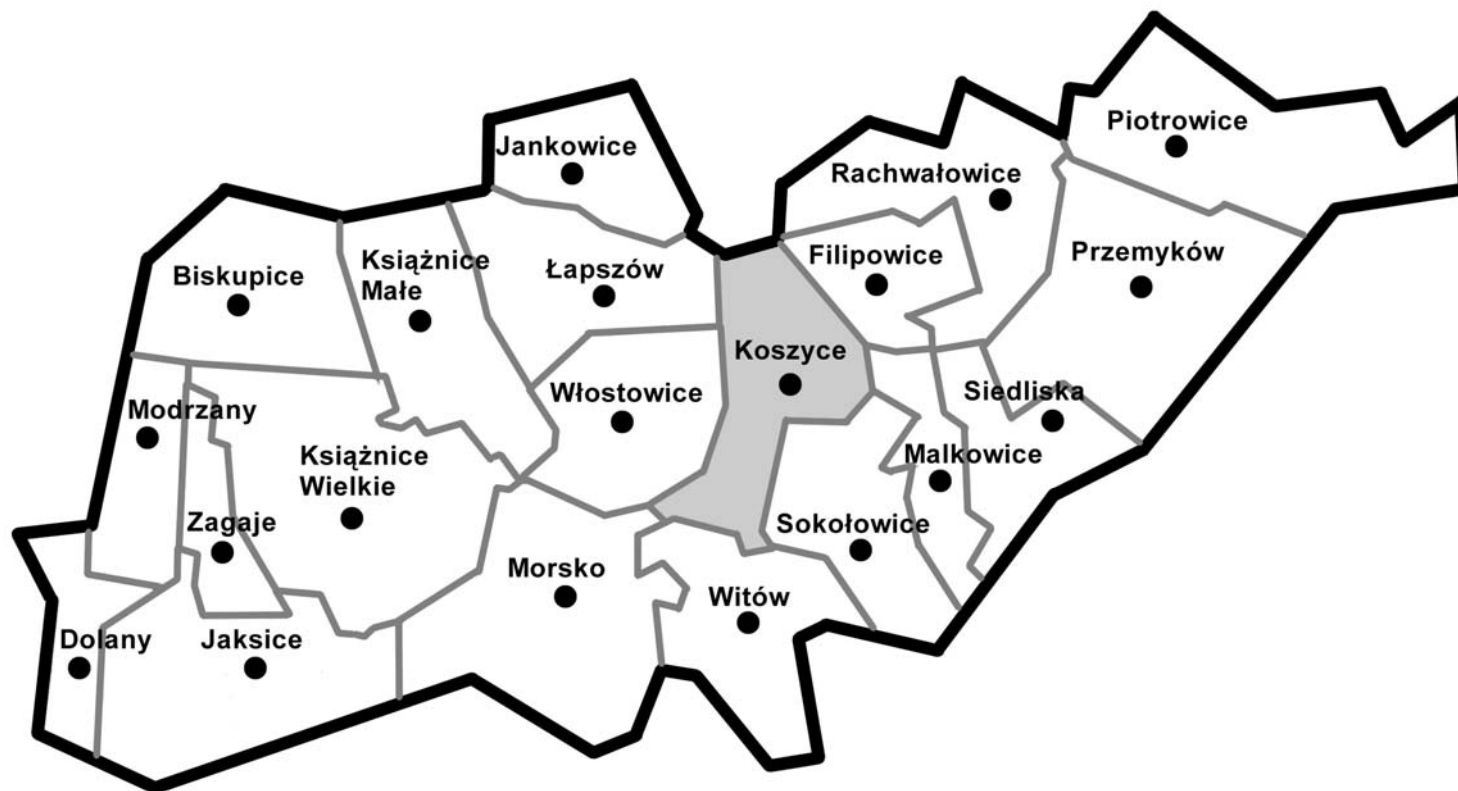 Piotrowice
Jankowice
Rachwałowice
Przemyków
Filipowice
Książnice
Małe
Łapszów
Biskupice
Koszyce
Siedliska
Włostowice
Modrzany
Malkowice
Książnice
Wielkie
Zagaje
Sokołowice
Morsko
Witów
Dolany
Jaksice